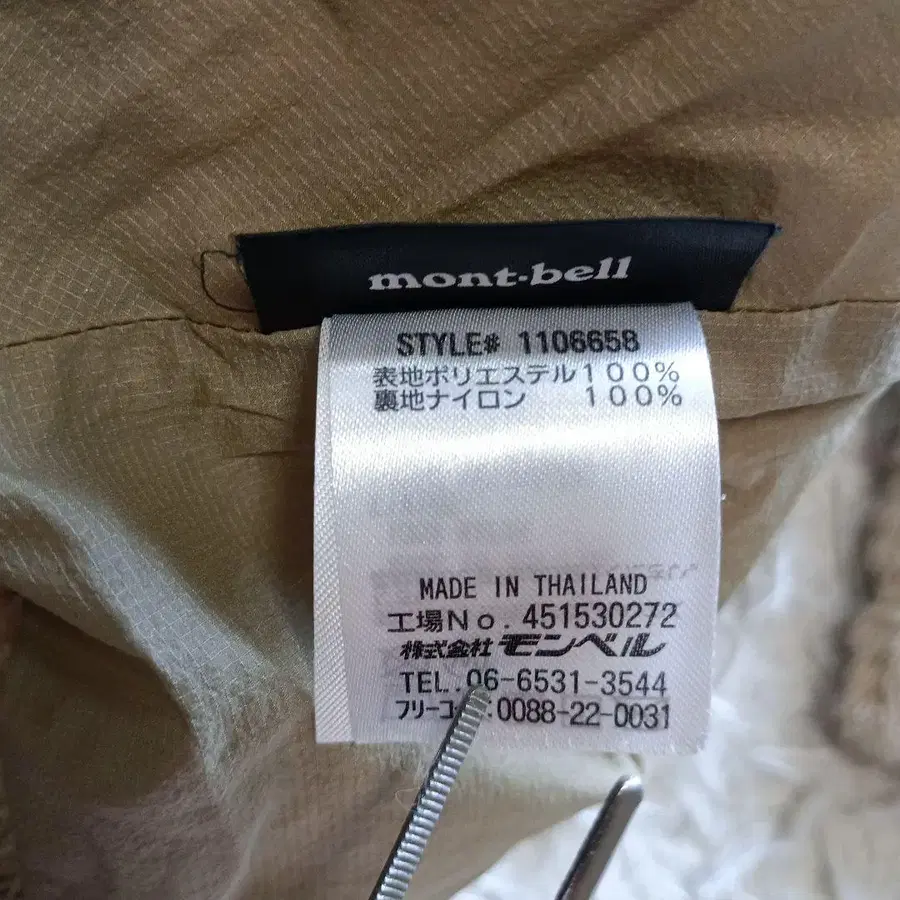 mont-bell
STYLE# 1106658
表地ポリエステル100%
裏地ナイロン 100%
MADE IN THAILAND
工場No.451530272
株式会社モンベル
TEL.06-6531-3544
:0088-22-0031